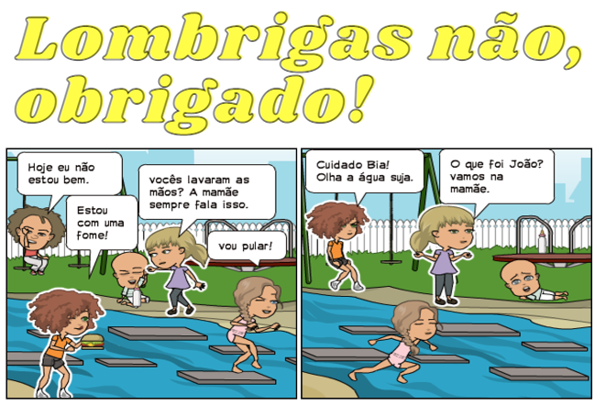 Lombrigas não,
obrigado!
Hoje eu não
estou bem.
Estou
com uma
fome!
vocês lavaram as
mãos? A mamãe
sempre fala isso.
vou pular!
Cuidado Bia!
Olha a água suja.
O que foi João?
vamos na
mamãe.